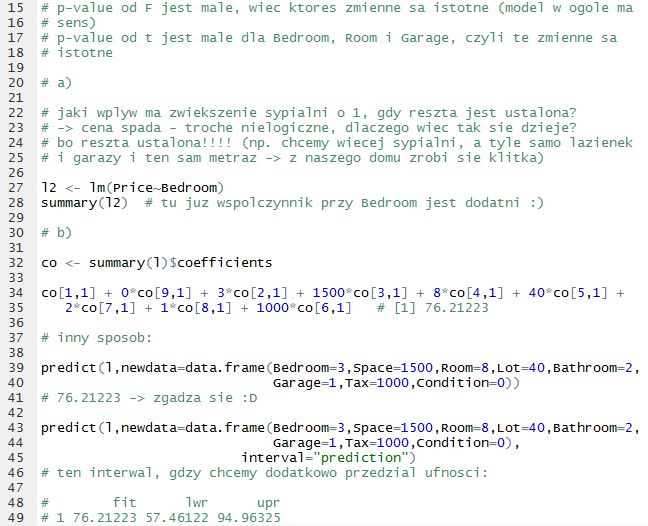 15 # p-value od F jest male, wiec ktores zmienne sa istotne (model w ogole ma
16 # sens)
17 # p-value od t jest male dla Bedroom, Room i Garage, czyli te zmienne sa
18 # istotne
19
20 # a)
21
22 # jaki wplyw ma zwiekszenie sypialni o 1, gdy reszta jest ustalona?
23 # -> cena spada - troche nielogiczne, dlaczego wiec tak sie dzieje?
24 # bo reszta ustalona!!!! (np. chcemy wiecej sypialni, a tyle samo lazienek
25 # i garazy i ten sam metraz -> z naszego domu zrobi sie klitka)
26
27 l2 <- lm(Price~Bedroom)
28 summary(l2)  # tu juz wspolczynnik przy Bedroom jest dodatni :)
29
30 # b)
31
32 co <- summary(l)$coefficients
33
34 co[1,1] + 0*co[9,1] + 3*co[2,1] + 1500*co[3,1] + 8*co[4,1] + 40*co[5,1] +
35    2*co[7,1] + 1*co[8,1] + 1000*co[6,1]   # [1] 76.21223
36
37 # inny sposob:
38
39 predict(l,newdata=data.frame(Bedroom=3,Space=1500,Room=8,Lot=40,Bathroom=2,
40                              Garage=1,Tax=1000,Condition=0))
41 # 76.21223 -> zgadza sie :D
42
43 predict(l,newdata=data.frame(Bedroom=3,Space=1500,Room=8,Lot=40,Bathroom=2,
44                              Garage=1,Tax=1000,Condition=0),
45                          interval="prediction")
46 # ten interwal, gdzy chcemy dodatkowo przedzial ufnosci:
47
48 #        fit      lwr      upr
49 # 1 76.21223 57.46122 94.96325